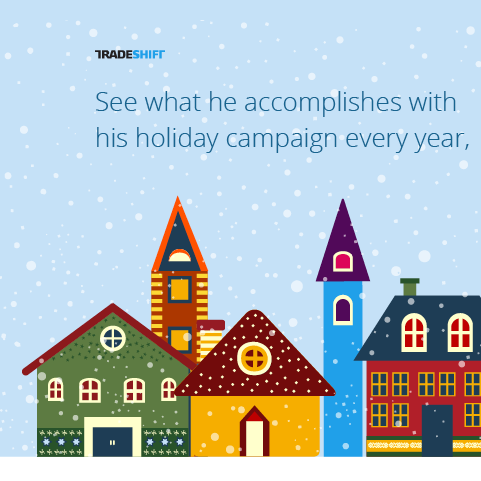 TRADESHIFT
See what he accomplishes with
his holiday campaign every year,